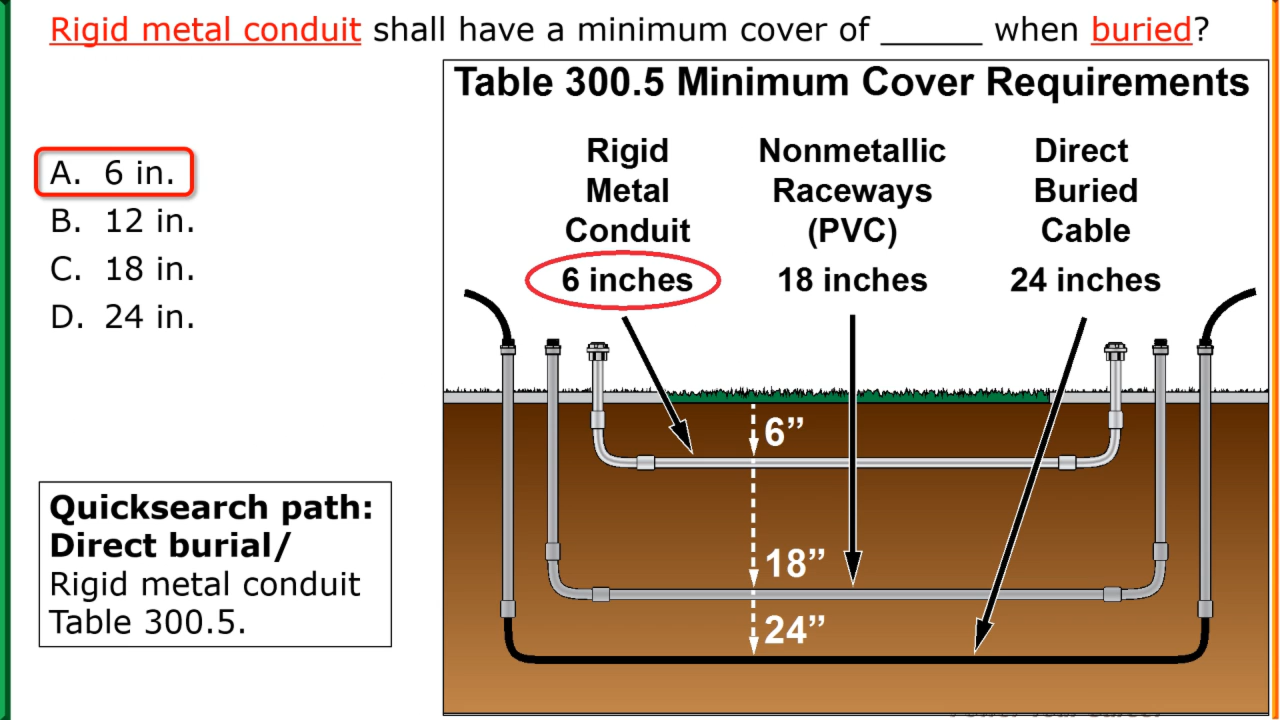 Rigid metal conduit shall have a minimum cover of ______ when buried?
A. 6 in.
B. 12 in.
C. 18 in.
D. 24 in.
Quicksearch path:
Direct burial/
Rigid metal conduit
Table 300.5.
Table 300.5 Minimum Cover Requirements
Rigid
Metal
Conduit
6 inches
Nonmetallic
Raceways
(PVC)
18 inches
Direct
Buried
Cable
24 inches
6”
18”
24”